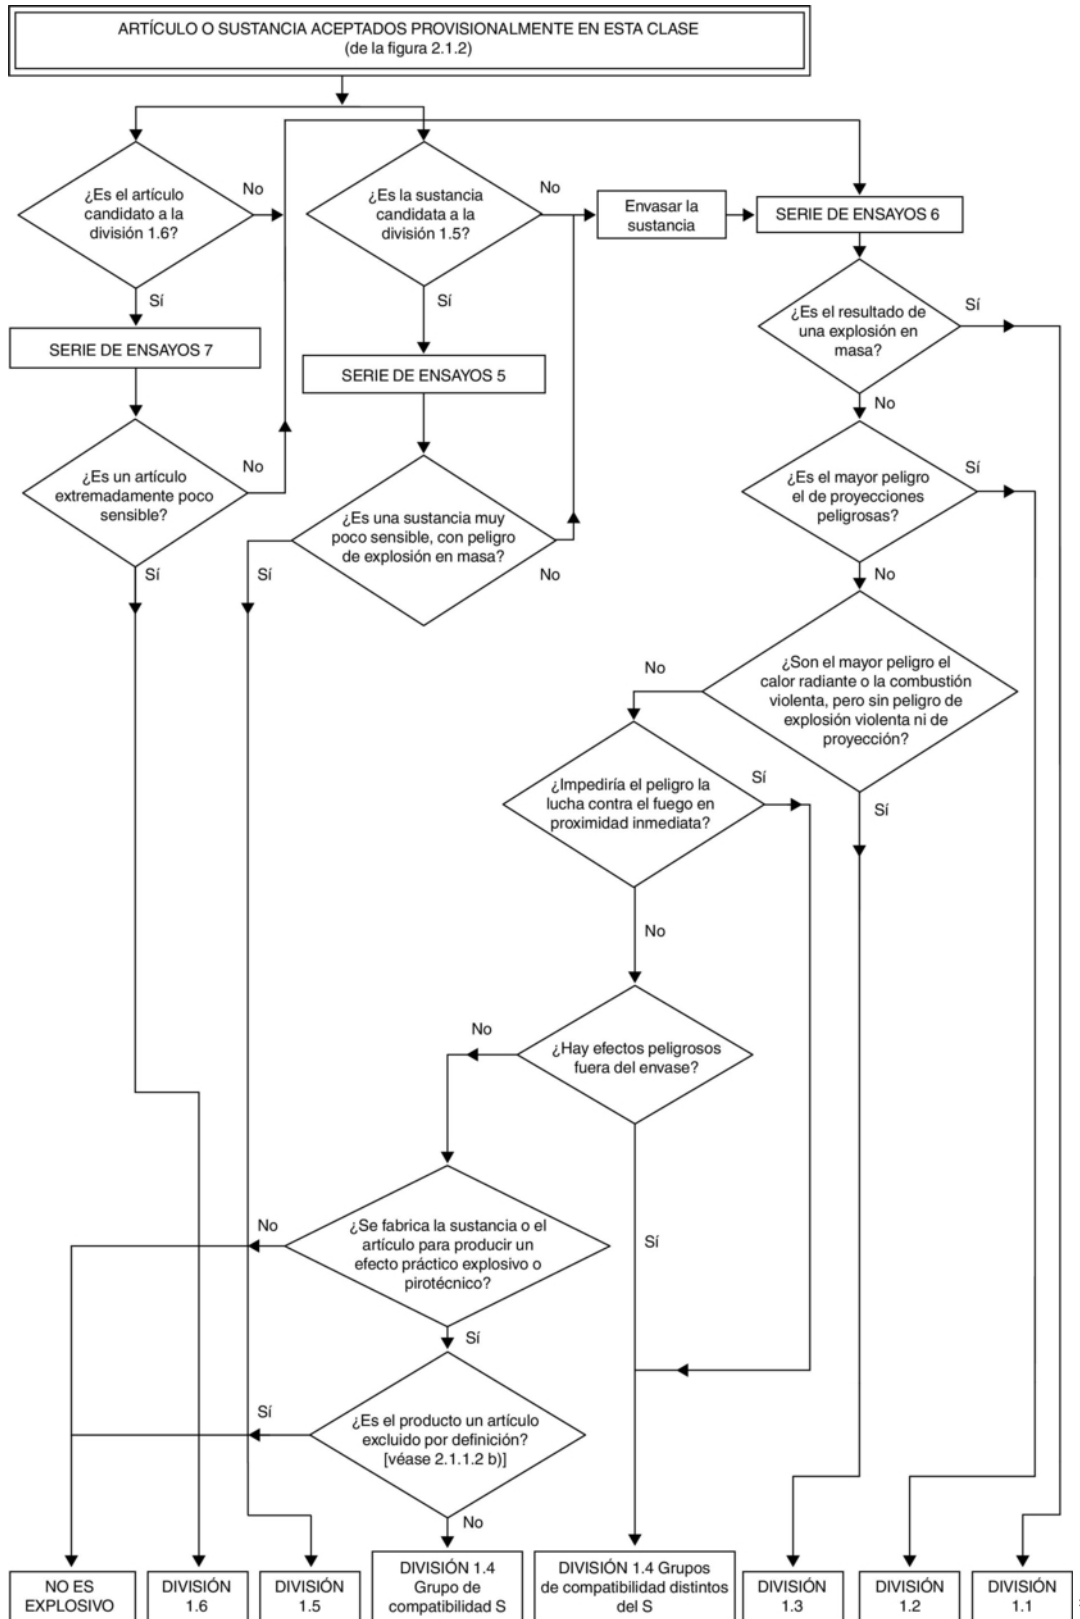 ARTÍCULO O SUSTANCIA ACEPTADOS PROVISIONALMENTE EN ESTA CLASE
(de la figura 2.1.2)
¿Es el artículo
candidato a la
división 1.6?
No
Sí
¿Es la sustancia
candidata a la
división 1.5?
No
Sí
Envasar la
sustancia
SERIE DE ENSAYOS 6
¿Es el resultado de
una explosión en
masa?
Sí
No
SERIE DE ENSAYOS 7
SERIE DE ENSAYOS 5
¿Es un artículo
extremadamente poco
sensible?
No
Sí
¿Es una sustancia muy
poco sensible, con peligro
de explosión en masa?
Sí
No
¿Es el mayor peligro
el de proyecciones
peligrosas?
Sí
No
¿Son el mayor peligro el
calor radiante o la combustión
violenta, pero sin peligro de
explosión violenta ni de
proyección?
No
Sí
¿Impediría el peligro la
lucha contra el fuego en
proximidad inmediata?
Sí
No
¿Hay efectos peligrosos
fuera del envase?
No
Sí
¿Se fabrica la sustancia o el
artículo para producir un
efecto práctico explosivo o
pirotécnico?
No
Sí
¿Es el producto un artículo
excluido por definición?
[véase 2.1.1.2 b)]
Sí
No
NO ES
EXPLOSIVO
DIVISIÓN
1.6
DIVISIÓN
1.5
DIVISIÓN 1.4
Grupo de
compatibilidad S
DIVISIÓN 1.4 Grupos
de compatibilidad distintos
del S
DIVISIÓN
1.3
DIVISIÓN
1.2
DIVISIÓN
1.1